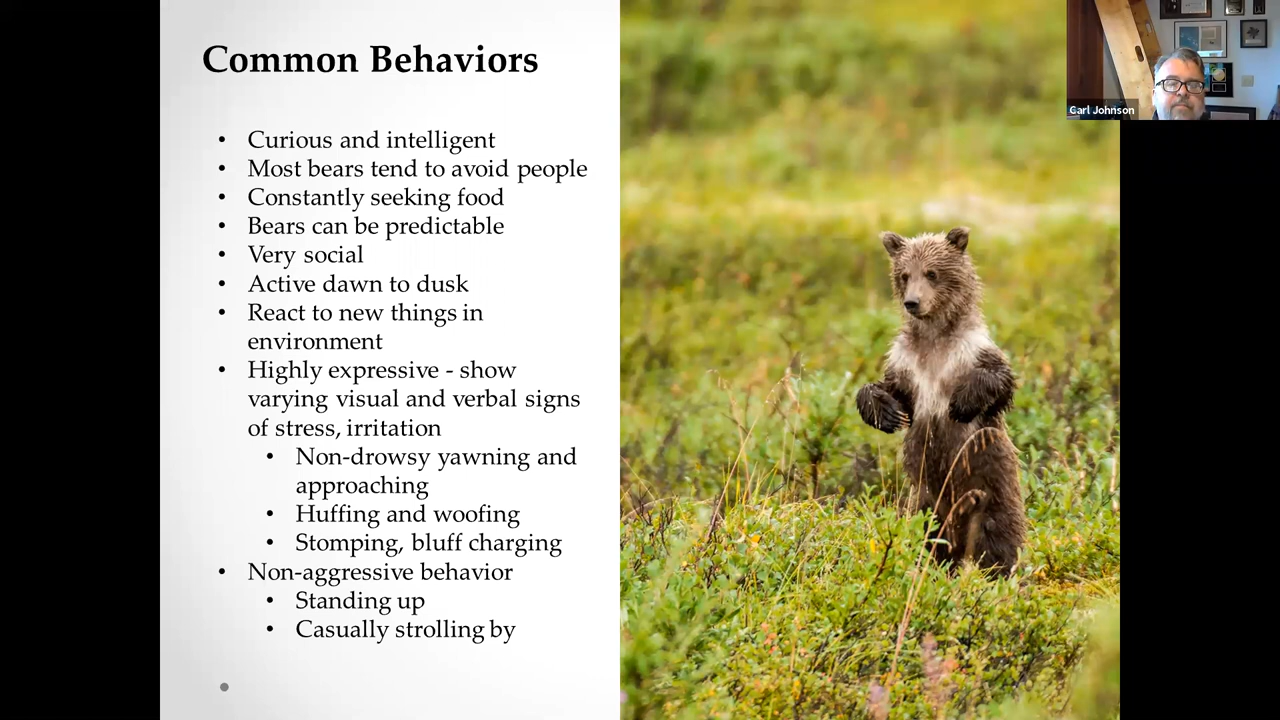 Common Behaviors
• Curious and intelligent
• Most bears tend to avoid people
• Constantly seeking food
• Bears can be predictable
• Very social
• Active dawn to dusk
• React to new things in
environment
• Highly expressive - show
varying visual and verbal signs
of stress, irritation
• Non-drowsy yawning and
approaching
• Huffing and woofing
• Stomping, bluff charging
• Non-aggressive behavior
• Standing up
• Casually strolling by
Carl Johnson